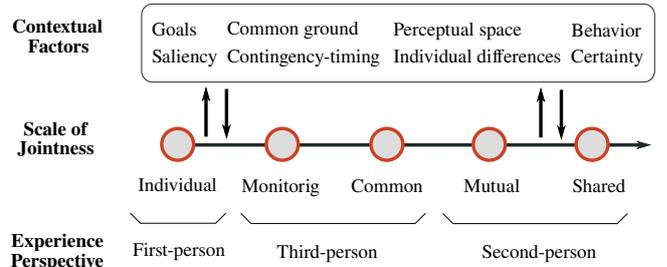 Contextual
Factors
Goals Common ground Perceptual space Behavior
Saliency Contingency-timing Individual differences Certainty
Scale of
Jointness
Individual Monitorig Common Mutual Shared
Experience
Perspective
First-person Third-person Second-person